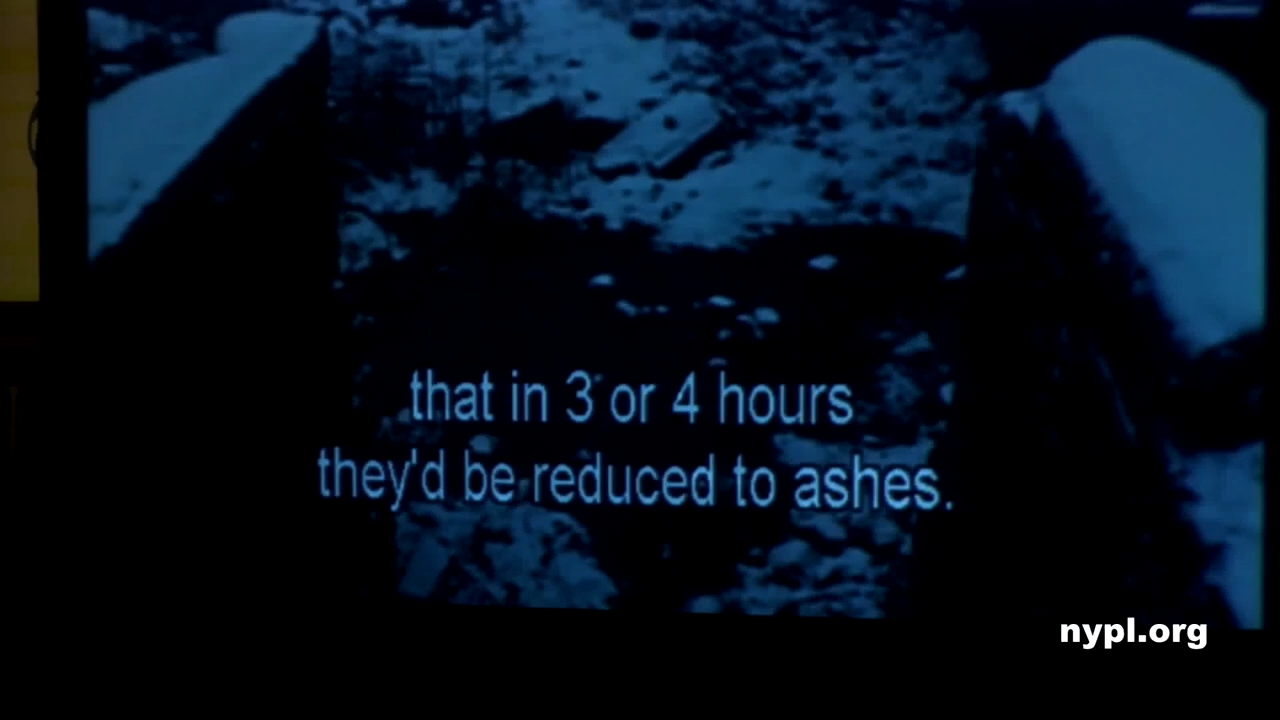 that in 3 or 4 hours
they'd be reduced to ashes.
nypl.org